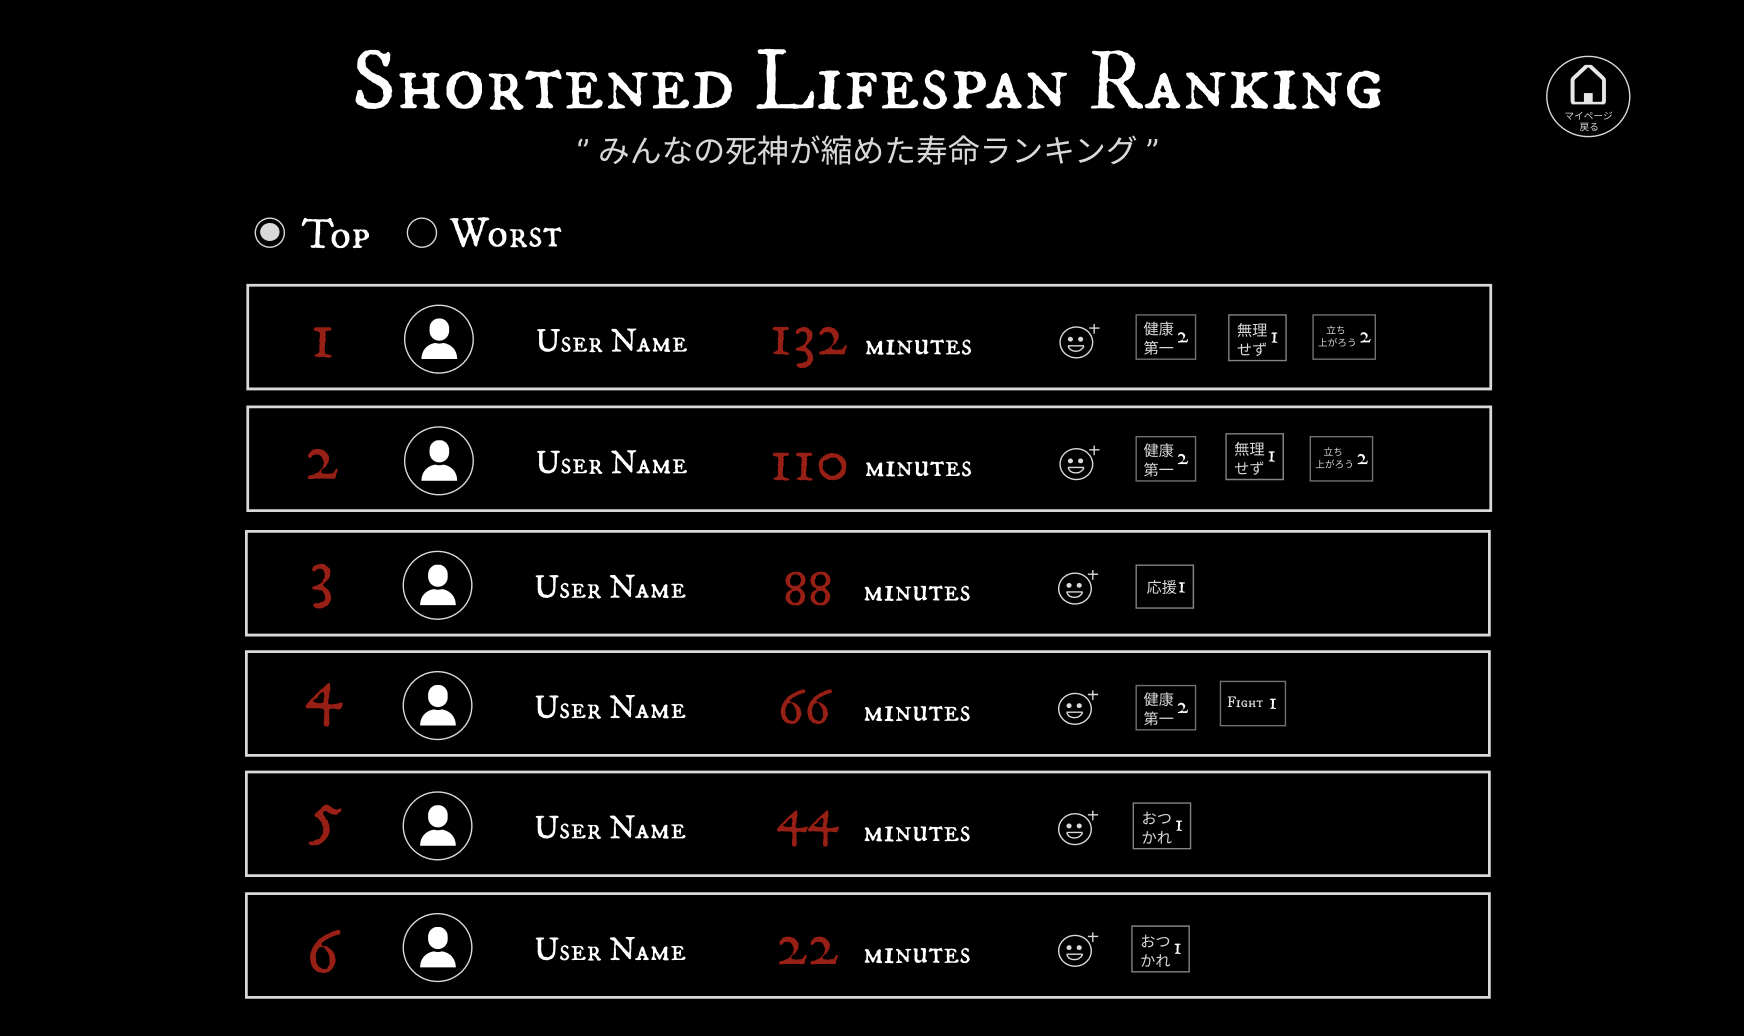 Shortened Lifespan Ranking
マイページ
戻る
" みんなの死神が縮めた寿命ランキング "
Top Worst
1 User Name 132 minutes 健康第一 2 無理せず 1 立ち上がろう 2
2 User Name 110 minutes 健康第一 2 無理せず 1 立ち上がろう 2
3 User Name 88 minutes 応援 1
4 User Name 66 minutes 健康第一 2 Fight 1
5 User Name 44 minutes おつかれ 1
6 User Name 22 minutes おつかれ 1